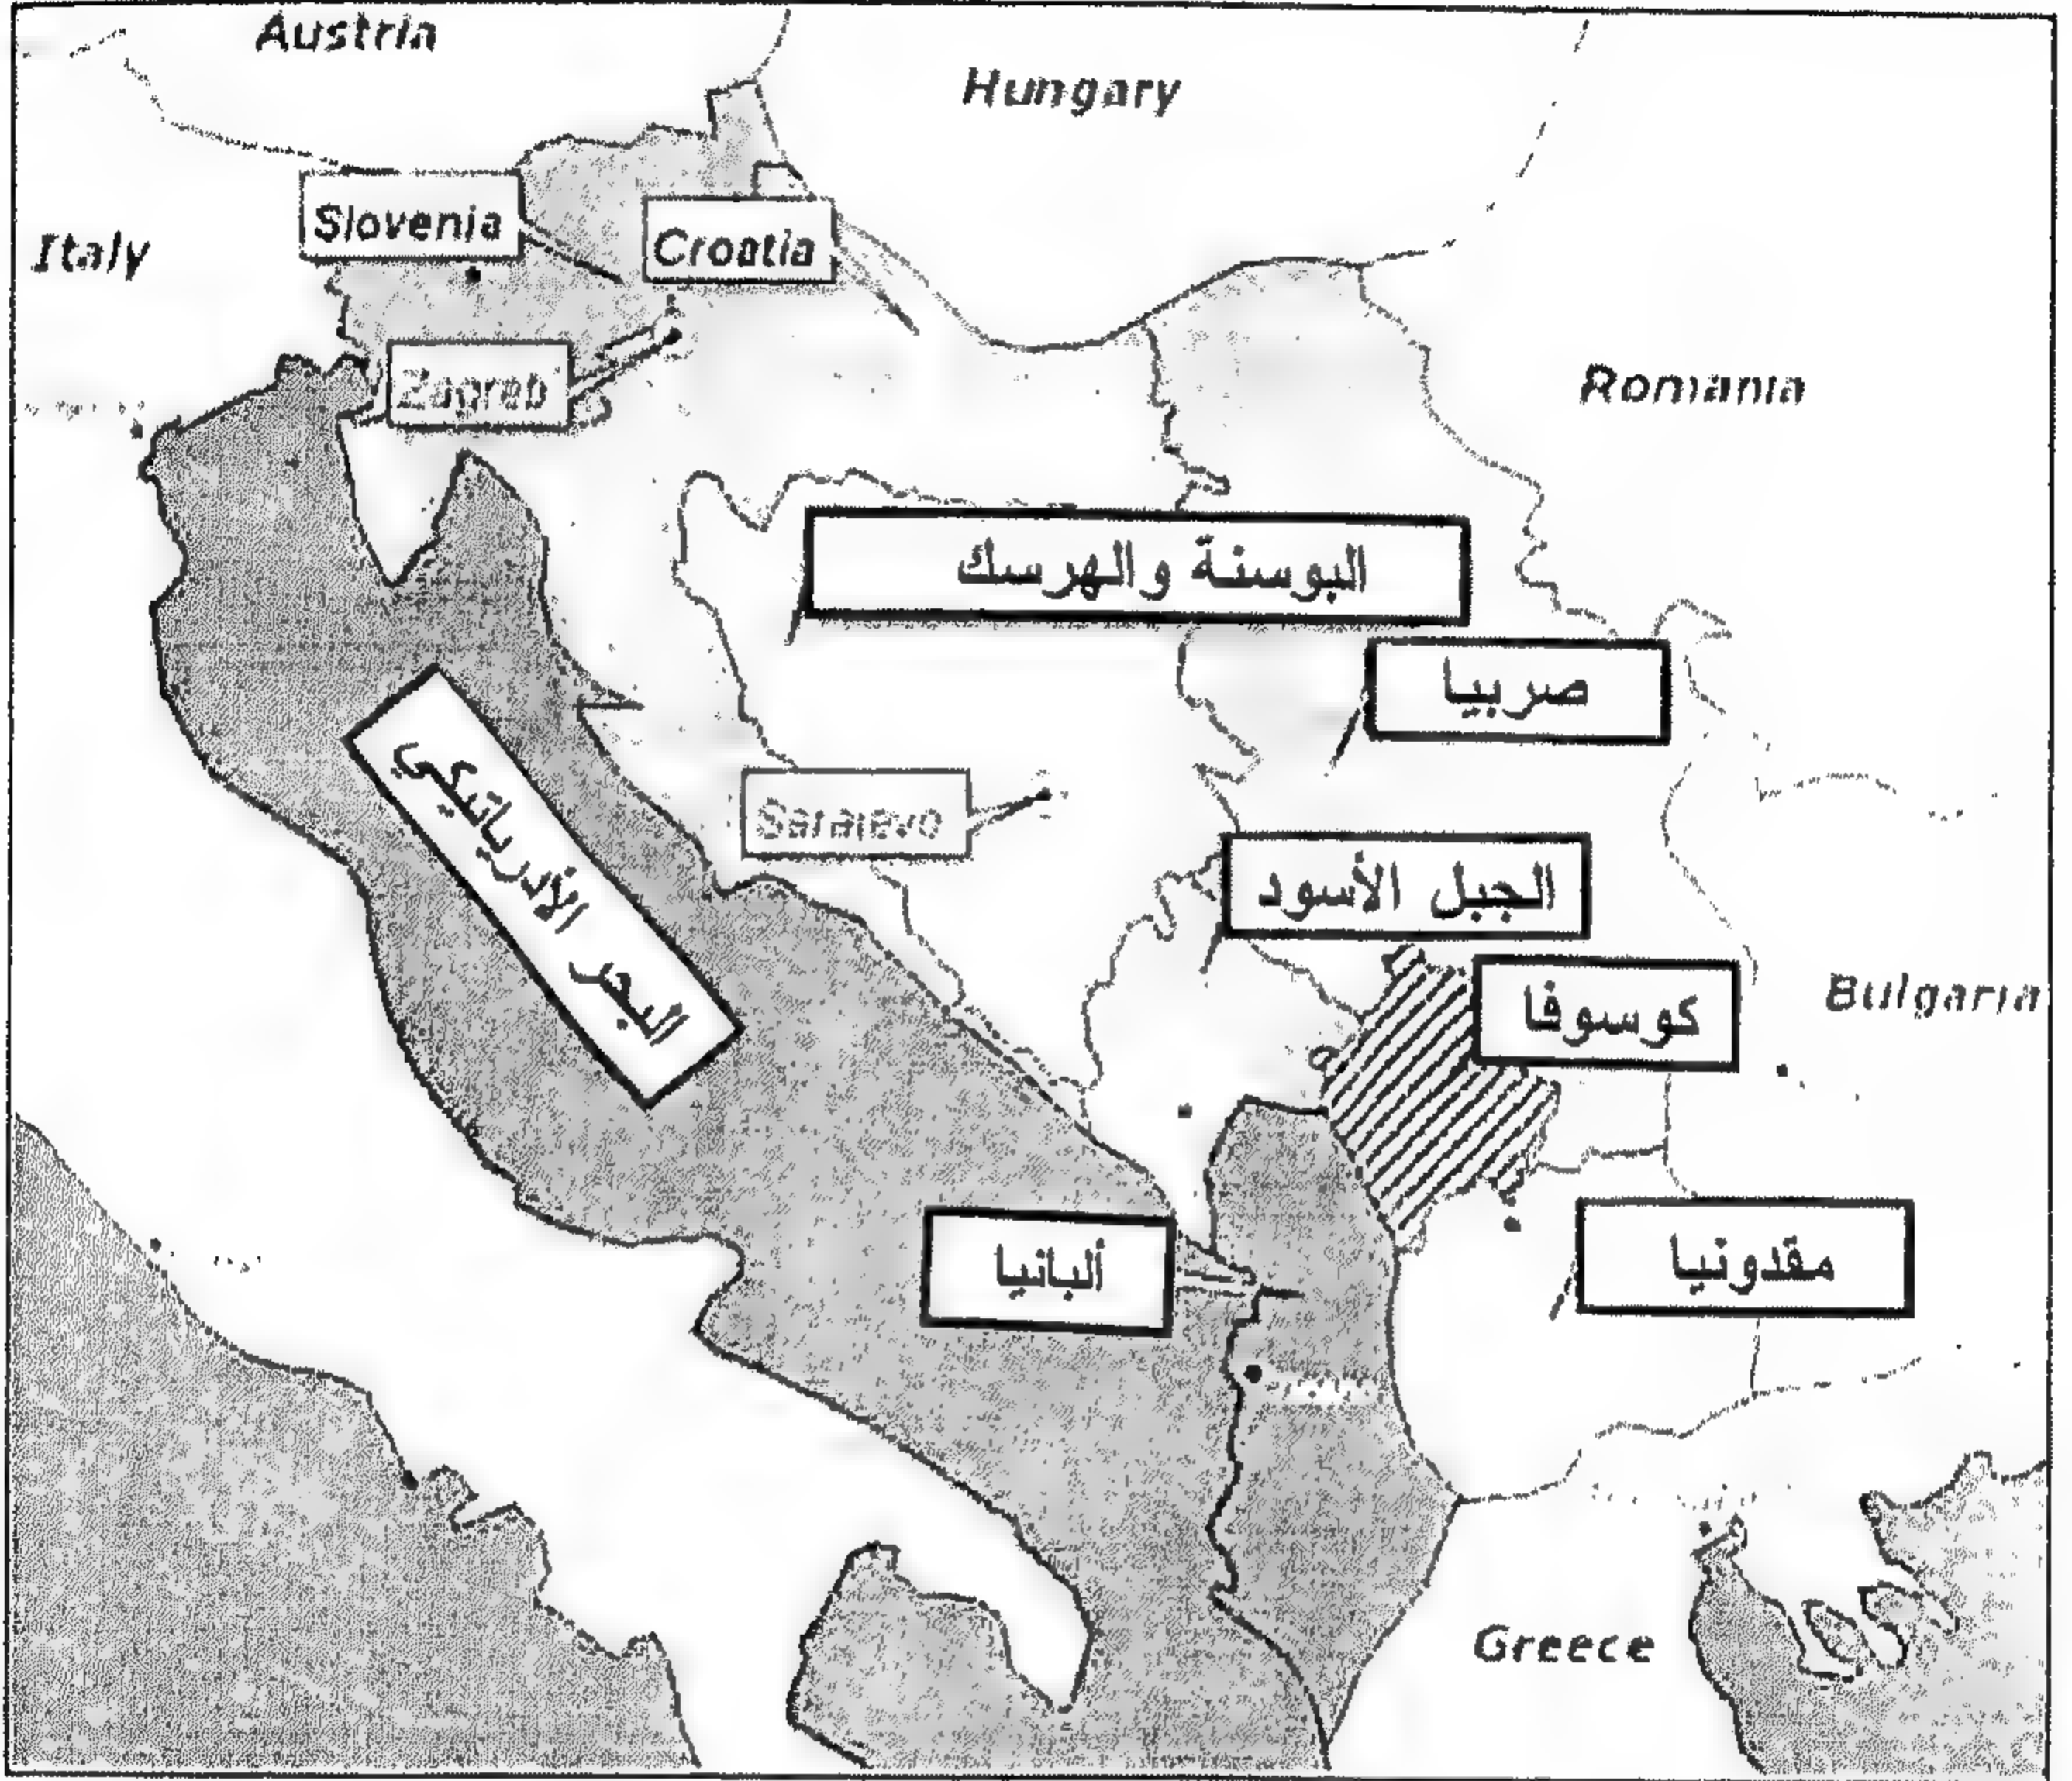 Austria
Hungary
Slovenia
Croatia
Italy
Zagreb
Romania
البوسنة والهرسك
صربيا
Sarajevo
البحر الأدرياتيكي
الجبل الأسود
كوسوفا
Bulgaria
ألبانيا
مقدونيا
Greece